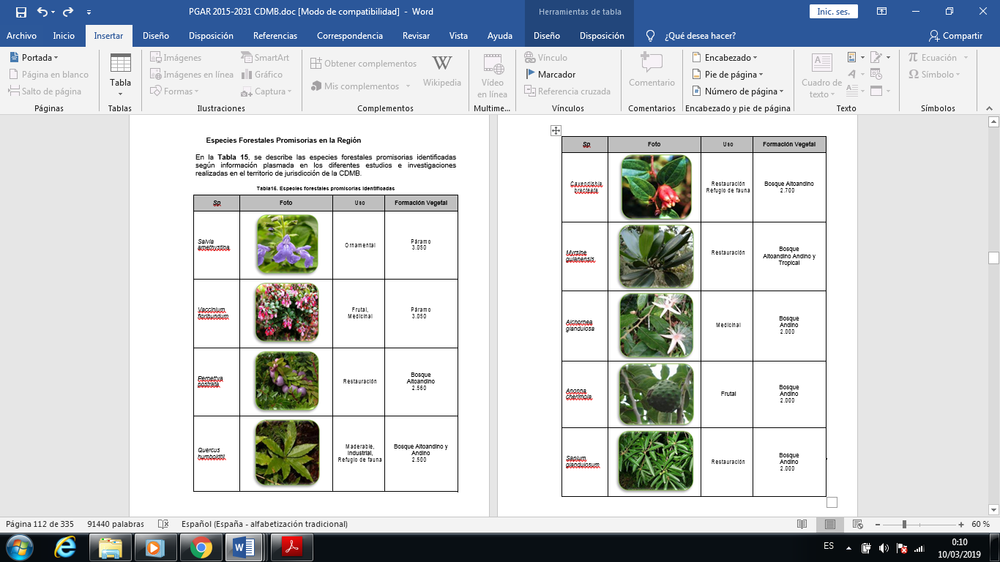 PGAR 2015-2031 CDMB.doc [Modo de compatibilidad] - Word
Herramientas de tabla
Inic. ses.
Archivo
Inicio
Insertar
Diseño
Disposición
Referencias
Correspondencia
Revisar
Vista
Ayuda
Diseño
Disposición
¿Qué desea hacer?
Compartir
Portada
Página en blanco
Salto de página
Páginas
Tabla
Tablas
Imágenes
Imágenes en línea
Formas
SmartArt
Gráfico
Captura
Ilustraciones
Obtener complementos
Mis complementos
W
Wikipedia
Complementos
Vídeo
en línea
Multime...
Vínculo
Marcador
Referencia cruzada
Vínculos
Comentario
Comentarios
Encabezado
Pie de página
Número de página
Encabezado y pie de página
Cuadro de
texto
Texto
Ecuación
Símbolo
Símbolos
Especies Forestales Promisorias en la Región
En la Tabla 15, se describe las especies forestales promisorias identificadas
según información plasmada en los diferentes estudios e investigaciones
realizadas en el territorio de jurisdicción de la CDMB.
Tabla15. Especies forestales promisorias identificadas
Sp. Foto Uso Formación Vegetal
Salvia
amethystina
Ornamental
Páramo
3.050
Vaccinium
floribundum
Frutal,
Medicinal
Páramo
3.050
Pernettya
postrata
Restauración
Bosque
Altoandino
2.560
Quercus
humboldtii
Maderable,
Industrial,
Refugio de fauna
Bosque Altoandino y
Andino
2.500
Sp. Foto Uso Formación Vegetal
Cavendishia
bracteata
Restauración
Refugio de fauna
Bosque Altoandino
2.700
Myrsine
guianensis
Restauración
Bosque
Altoandino Andino y
Tropical
Alchornea
glandulosa
Medicinal
Bosque
Andino
2.000
Anonna
cherimola
Frutal
Bosque
Andino
2.000
Sapium
glandulosum
Restauración
Bosque
Andino
2.000
Página 112 de 335
91440 palabras
Español (España - alfabetización tradicional)
60 %
ES
0:10
10/03/2019